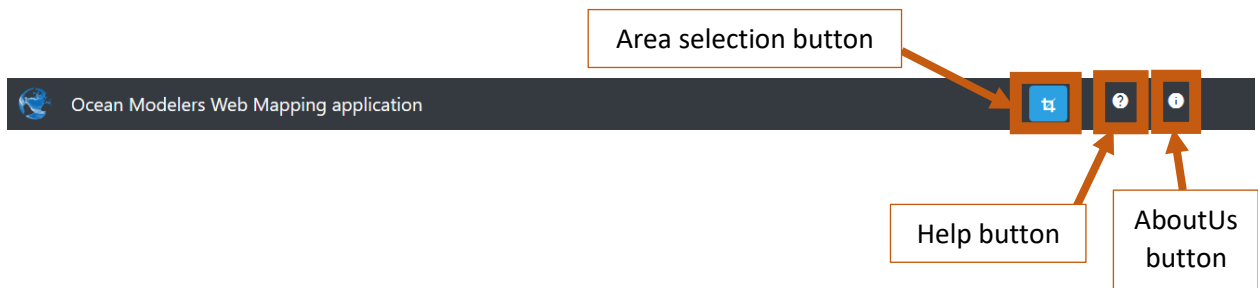 Area selection button
Ocean Modelers Web Mapping application
Help button
AboutUs
button